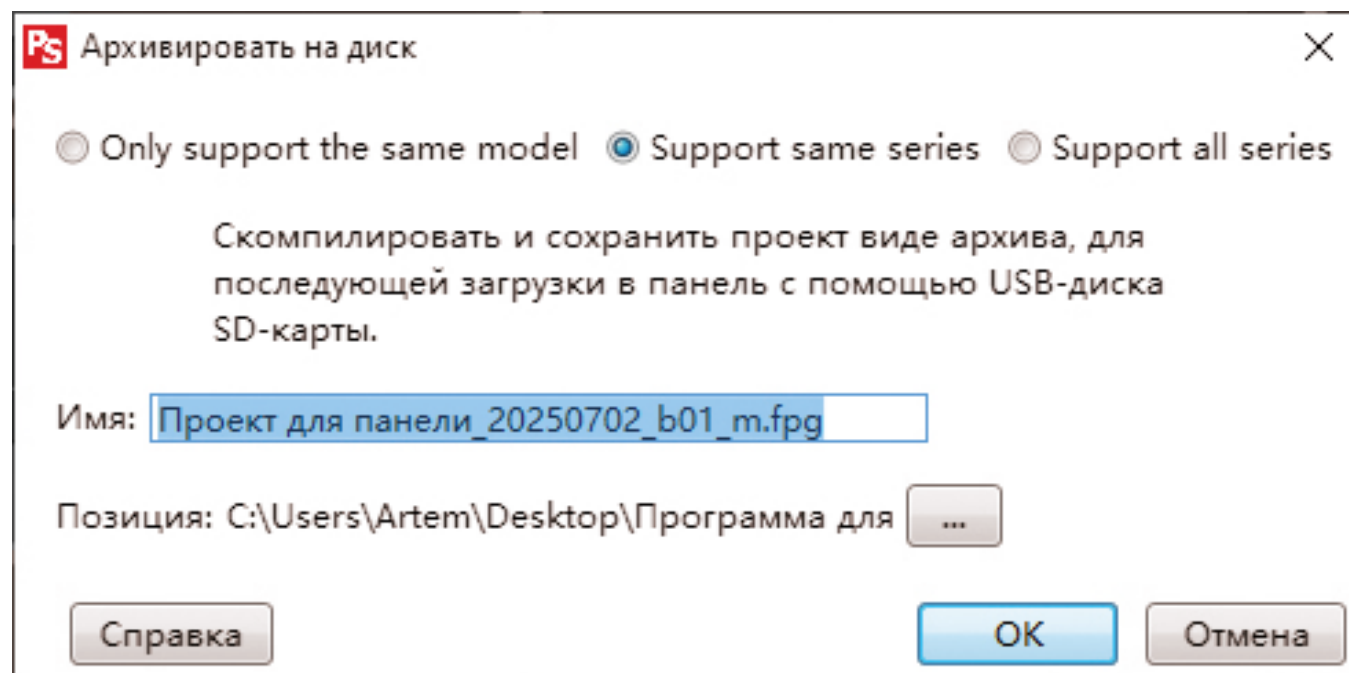 PS Архивировать на диск
Only support the same model Support same series Support all series
Скомпилировать и сохранить проект виде архива, для
последующей загрузки в панель с помощью USB-диска
SD-карты.
Имя: Проект для панели_20250702_b01_m.fpg
Позиция: C:\Users\Artem\Desktop\Программа для ...
Справка OK Отмена